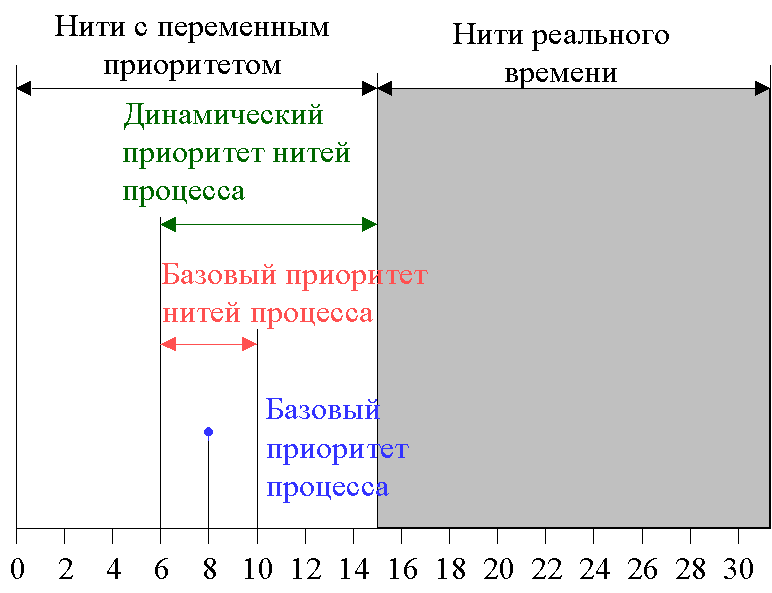 Нити с переменным
приоритетом
Нити реального
времени
Динамический
приоритет нитей
процесса
Базовый приоритет
нитей процесса
Базовый
приоритет
процесса
0 2 4 6 8 10 12 14 16 18 20 22 24 26 28 30